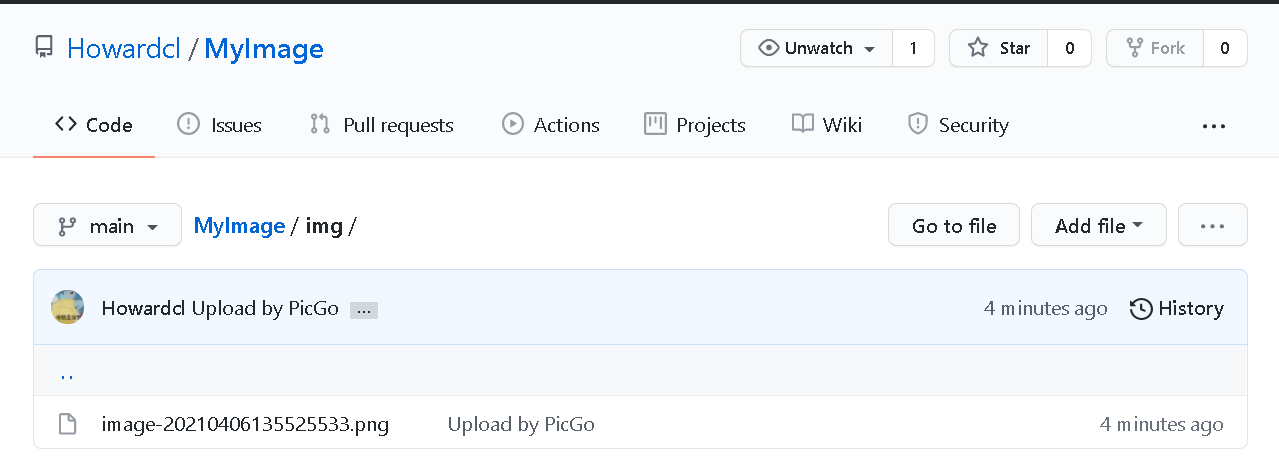 Howardcl / MyImage
Unwatch 1 Star 0 Fork 0
Code Issues Pull requests Actions Projects Wiki Security ...
main MyImage / img / Go to file Add file ...
Howardcl Upload by PicGo ... 4 minutes ago History
..
image-20210406135525533.png Upload by PicGo 4 minutes ago